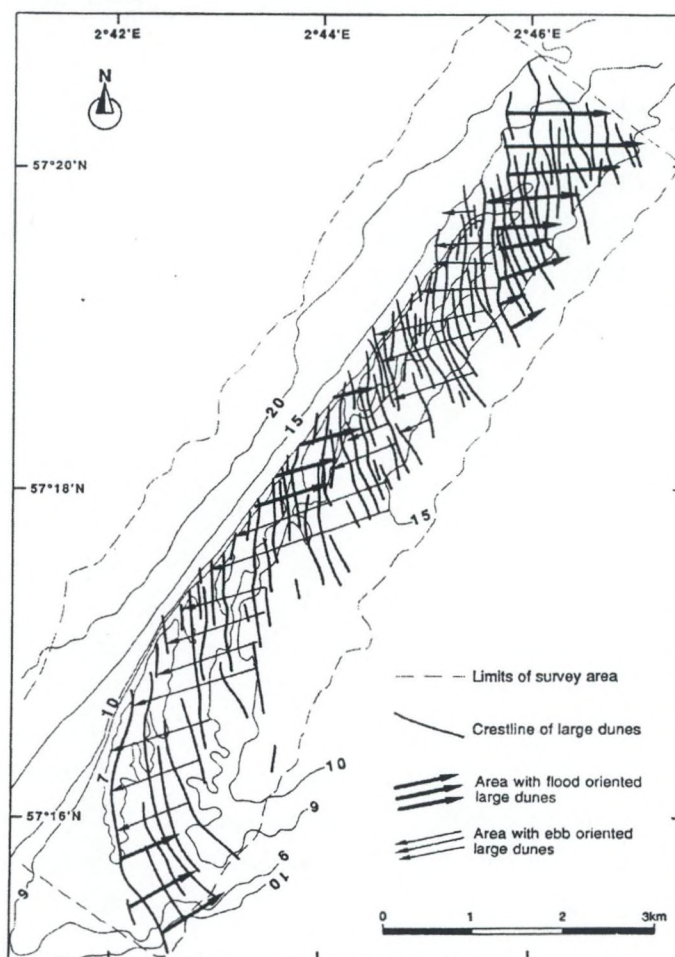 2°42'E
2°44'E
2°46'E
N
57°20'N
20
15
57°18'N
15
Limits of survey area
10
Crestline of large dunes
7
10
Area with flood oriented
large dunes
9
57°16'N
Area with ebb oriented
large dunes
9
9
10
0 1 2 3km